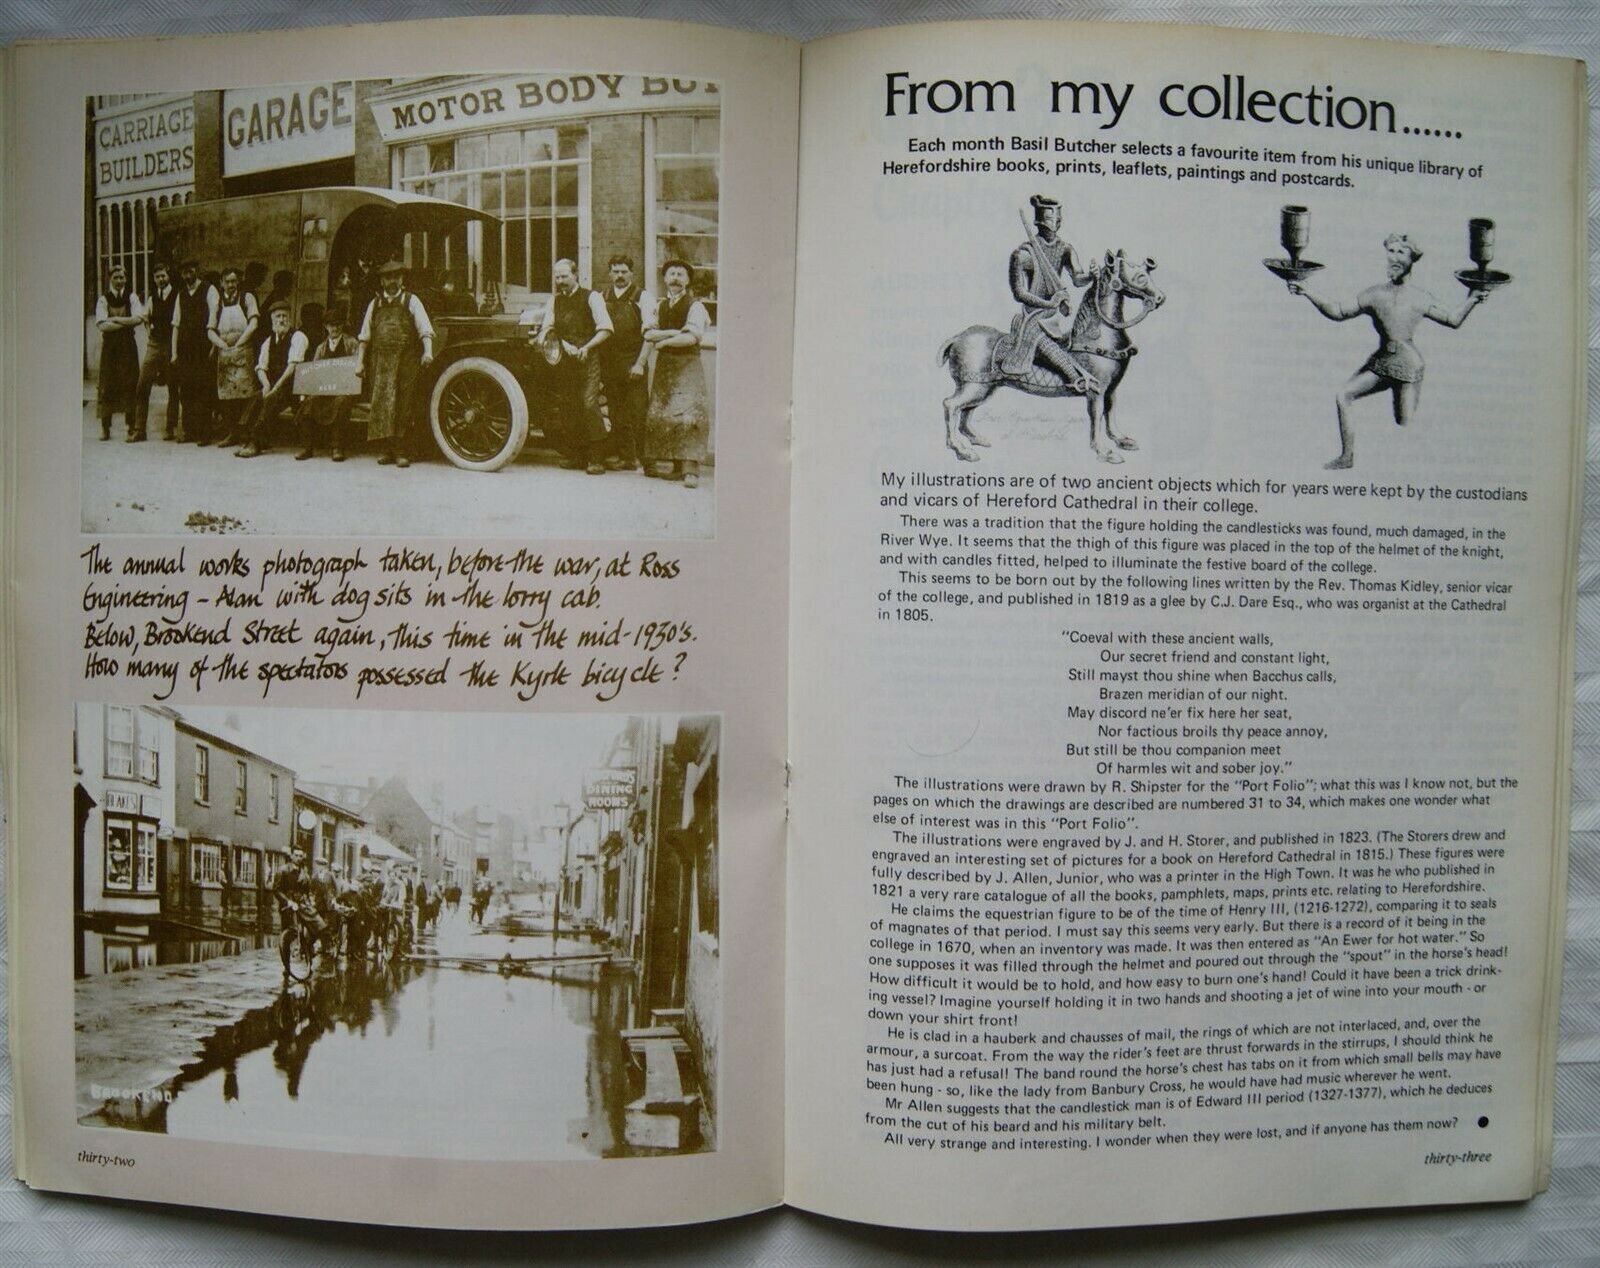 CARRIAGE
BUILDERS
GARAGE
MOTOR BODY BUI
ROSS
The annual works photograph taken, before the war, at Ross
Engineering – Alan with dog sits in the lorry cab.
Below, Brookend Street again, this time in the mid-1930's.
How many of the spectators possessed the Kyrle bicycle?
BLAKES
DINING
ROOMS
BROOKEND
thirty-two
From my collection......
Each month Basil Butcher selects a favourite item from his unique library of
Herefordshire books, prints, leaflets, paintings and postcards.
My illustrations are of two ancient objects which for years were kept by the custodians
and vicars of Hereford Cathedral in their college.
There was a tradition that the figure holding the candlesticks was found, much damaged, in the
River Wye. It seems that the thigh of this figure was placed in the top of the helmet of the knight,
and with candles fitted, helped to illuminate the festive board of the college.
This seems to be born out by the following lines written by the Rev. Thomas Kidley, senior vicar
of the college, and published in 1819 as a glee by C.J. Dare Esq., who was organist at the Cathedral
in 1805.
"Coeval with these ancient walls,
Our secret friend and constant light,
Still mayst thou shine when Bacchus calls,
Brazen meridian of our night.
May discord ne'er fix here her seat,
Nor factious broils thy peace annoy,
But still be thou companion meet
Of harmles wit and sober joy."
The illustrations were drawn by R. Shipster for the "Port Folio"; what this was I know not, but the
pages on which the drawings are described are numbered 31 to 34, which makes one wonder what
else of interest was in this "Port Folio".
The illustrations were engraved by J. and H. Storer, and published in 1823. (The Storers drew and
engraved an interesting set of pictures for a book on Hereford Cathedral in 1815.) These figures were
fully described by J. Allen, Junior, who was a printer in the High Town. It was he who published in
1821 a very rare catalogue of all the books, pamphlets, maps, prints etc. relating to Herefordshire.
He claims the equestrian figure to be of the time of Henry III, (1216-1272), comparing it to seals
of magnates of that period. I must say this seems very early. But there is a record of it being in the
college in 1670, when an inventory was made. It was then entered as "An Ewer for hot water." So
one supposes it was filled through the helmet and poured out through the "spout" in the horse's head!
How difficult it would be to hold, and how easy to burn one's hand! Could it have been a trick drink-
ing vessel? Imagine yourself holding it in two hands and shooting a jet of wine into your mouth - or
down your shirt front!
He is clad in a hauberk and chausses of mail, the rings of which are not interlaced, and, over the
armour, a surcoat. From the way the rider's feet are thrust forwards in the stirrups, I should think he
has just had a refusal! The band round the horse's chest has tabs on it from which small bells may have
been hung - so, like the lady from Banbury Cross, he would have had music wherever he went.
Mr Allen suggests that the candlestick man is of Edward III period (1327-1377), which he deduces
from the cut of his beard and his military belt.
All very strange and interesting. I wonder when they were lost, and if anyone has them now?
thirty-three